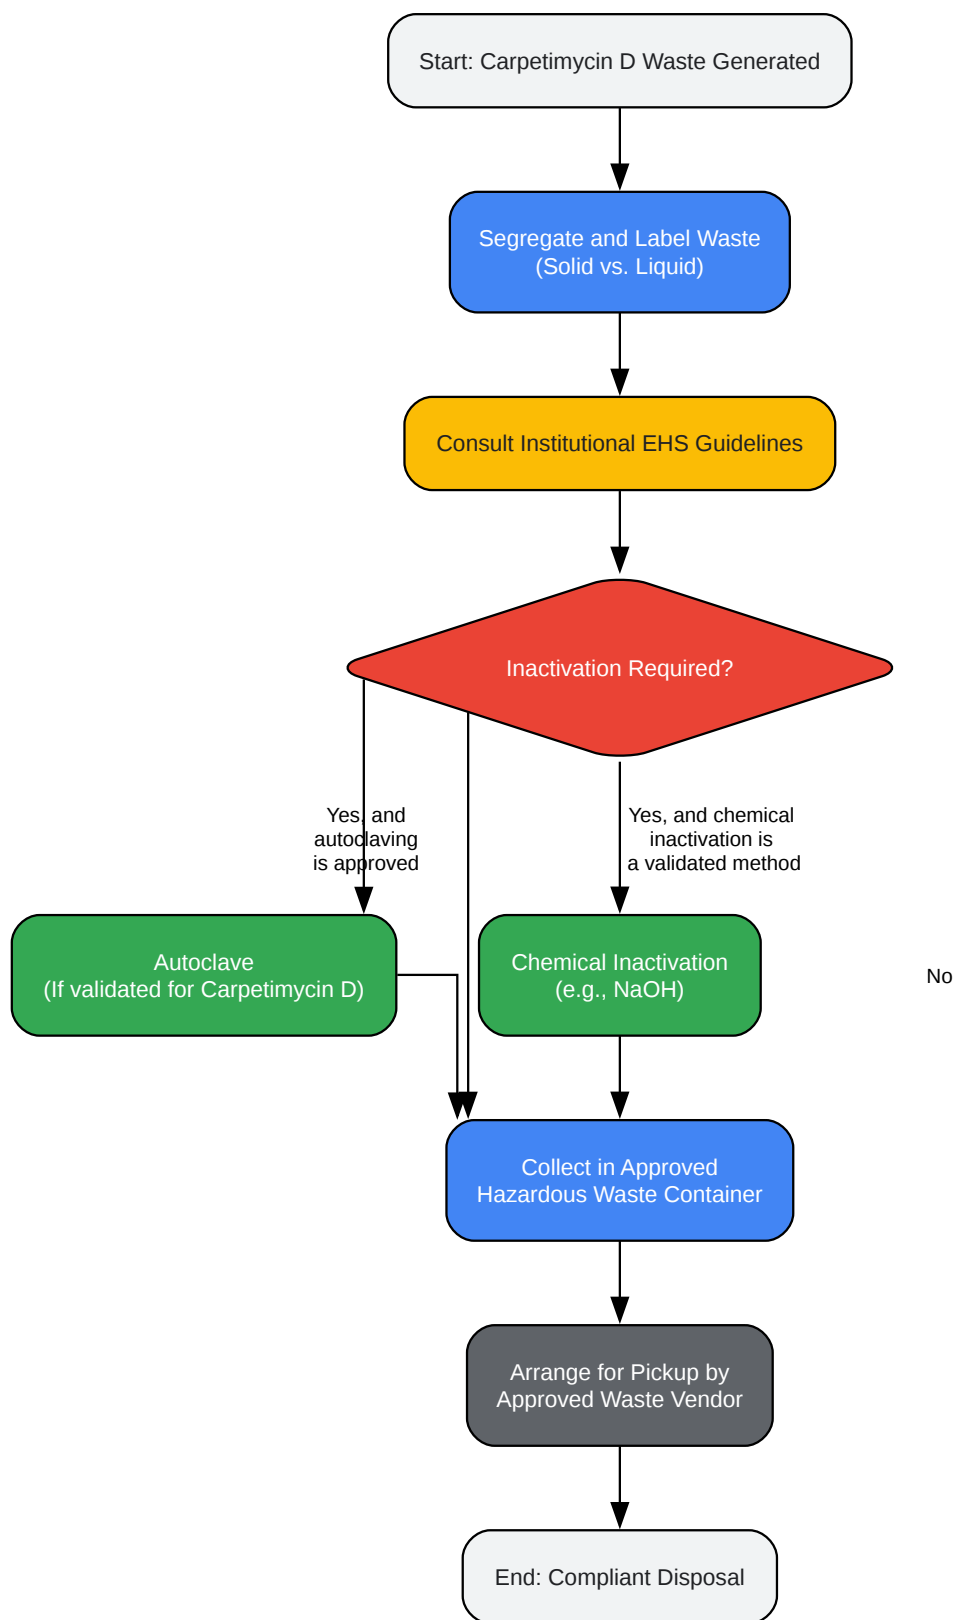 Start: Carpetimycin D Waste Generated
Segregate and Label Waste
(Solid vs. Liquid)
Consult Institutional EHS Guidelines
Inactivation Required?
Yes, and
autoclaving
is approved
Yes, and chemical
inactivation is
a validated method
Autoclave
(If validated for Carpetimycin D)
Chemical Inactivation
(e.g., NaOH)
No
Collect in Approved
Hazardous Waste Container
Arrange for Pickup by
Approved Waste Vendor
End: Compliant Disposal